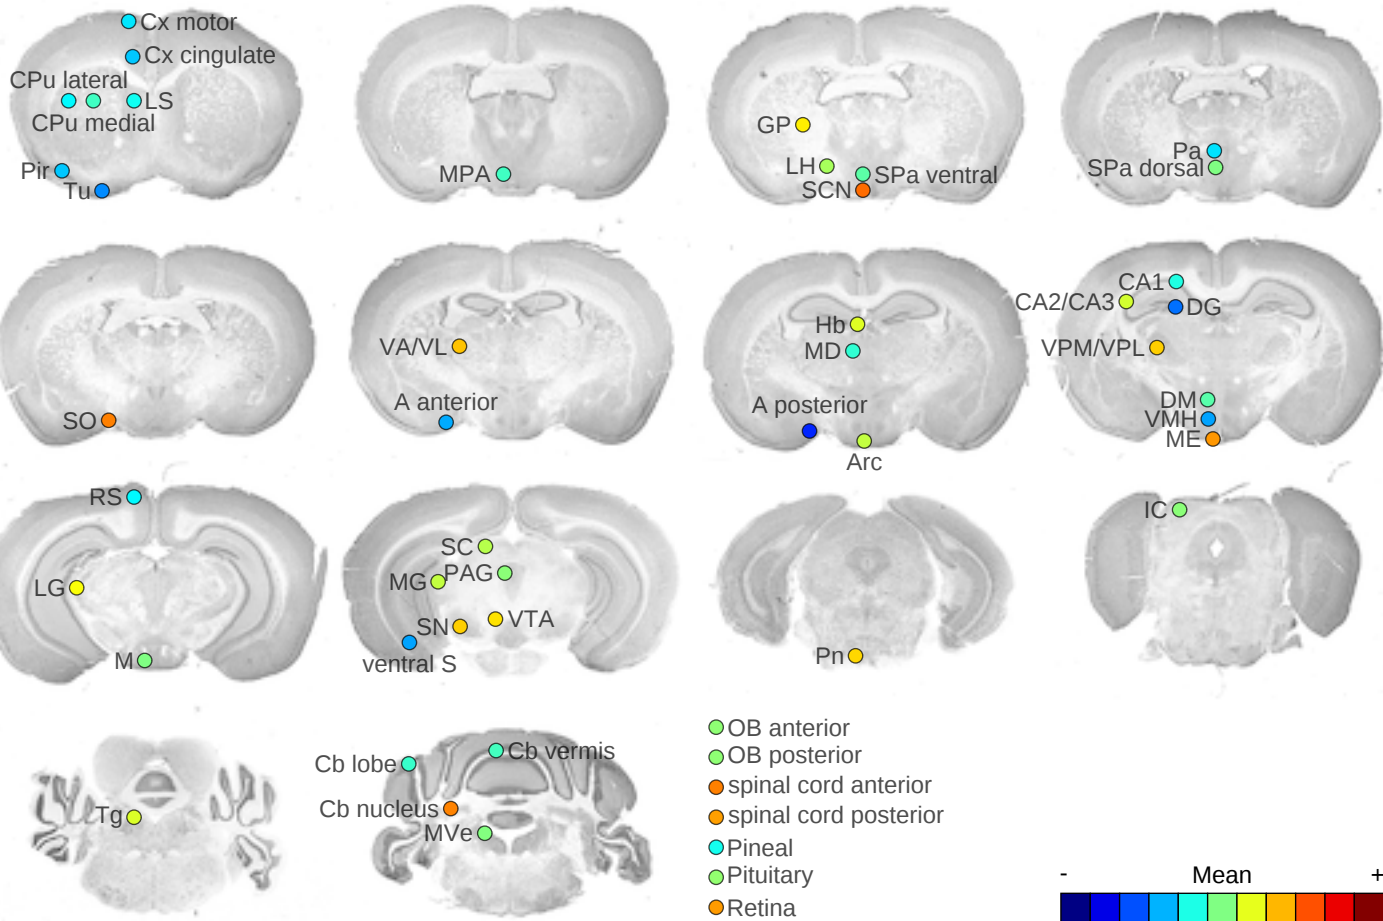 Cx motor
Cx cingulate
CPu lateral
LS
CPu medial
Pir
Tu
MPA
GP
LH
SPa ventral
SCN
Pa
SPa dorsal
SO
VA/VL
A anterior
Hb
MD
A posterior
Arc
CA1
CA2/CA3
DG
VPM/VPL
DM
VMH
ME
RS
LG
M
SC
PAG
MG
VTA
SN
ventral S
Pn
IC
Tg
Cb vermis
Cb lobe
Cb nucleus
MVe
OB anterior
OB posterior
spinal cord anterior
spinal cord posterior
Pineal
Pituitary
Retina
- Mean +